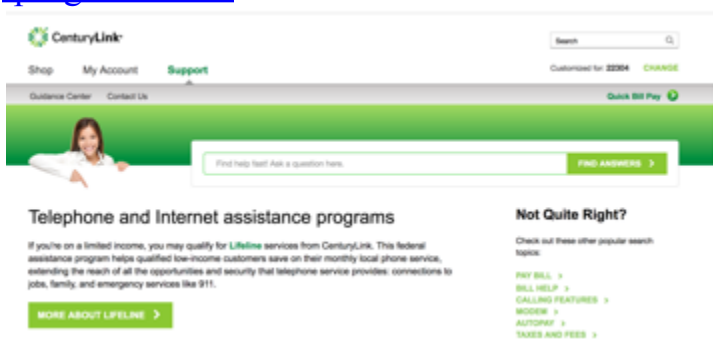 CenturyLink
Search
Shop My Account Support
Customized for 22304 CHANGE
Guidance Center Contact Us
Quick Bill Pay
Find help fast! Ask a question here.
FIND ANSWERS
Telephone and Internet assistance programs
If you're on a limited income, you may qualify for Lifeline services from CenturyLink. This federal
assistance program helps qualified low-income customers save on their monthly local phone service,
extending the reach of all the opportunities and security that telephone service provides: connections to
jobs, family, and emergency services like 911.
MORE ABOUT LIFELINE
Not Quite Right?
Check out these other popular search
topics:
PAY BILL
BILL HELP
CALLING FEATURES
MODEM
AUTOPAY
TAXES AND FEES